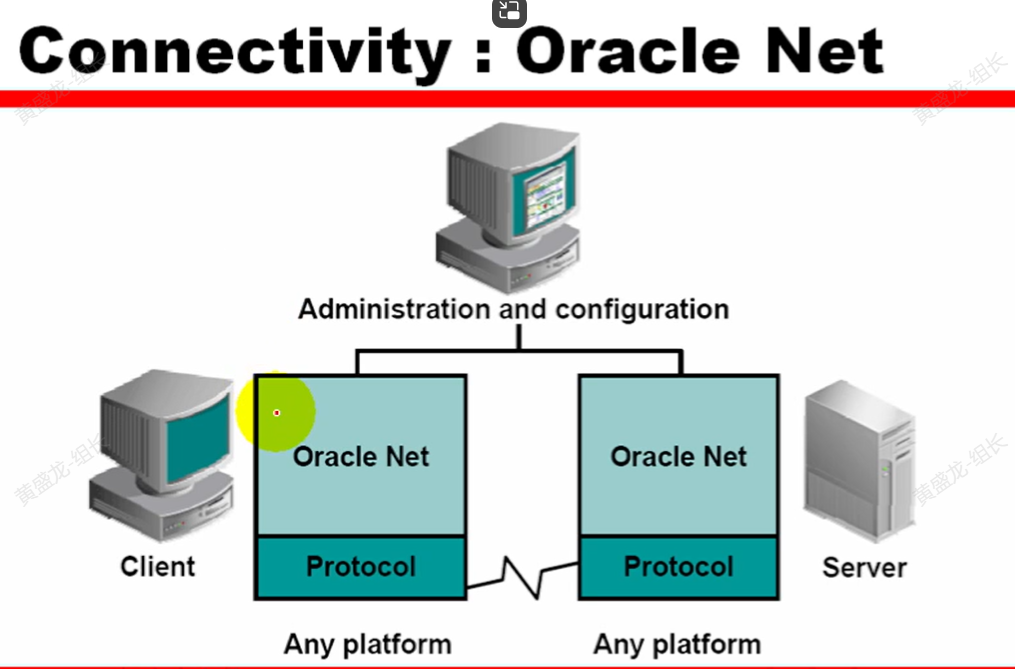 Connectivity : Oracle Net
黄盛龙-组长
黄盛龙-组长
Administration and configuration
Oracle Net
Oracle Net
黄盛龙-组长
黄盛龙-组长
Client
Protocol
Protocol
Server
Any platform
Any platform